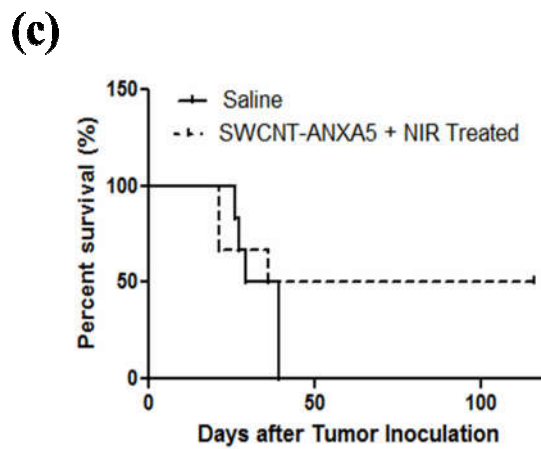 (c)
150
Saline
SWCNT-ANXA5 + NIR Treated
100
50
0
Percent survival (%)
0 50 100
Days after Tumor Inoculation